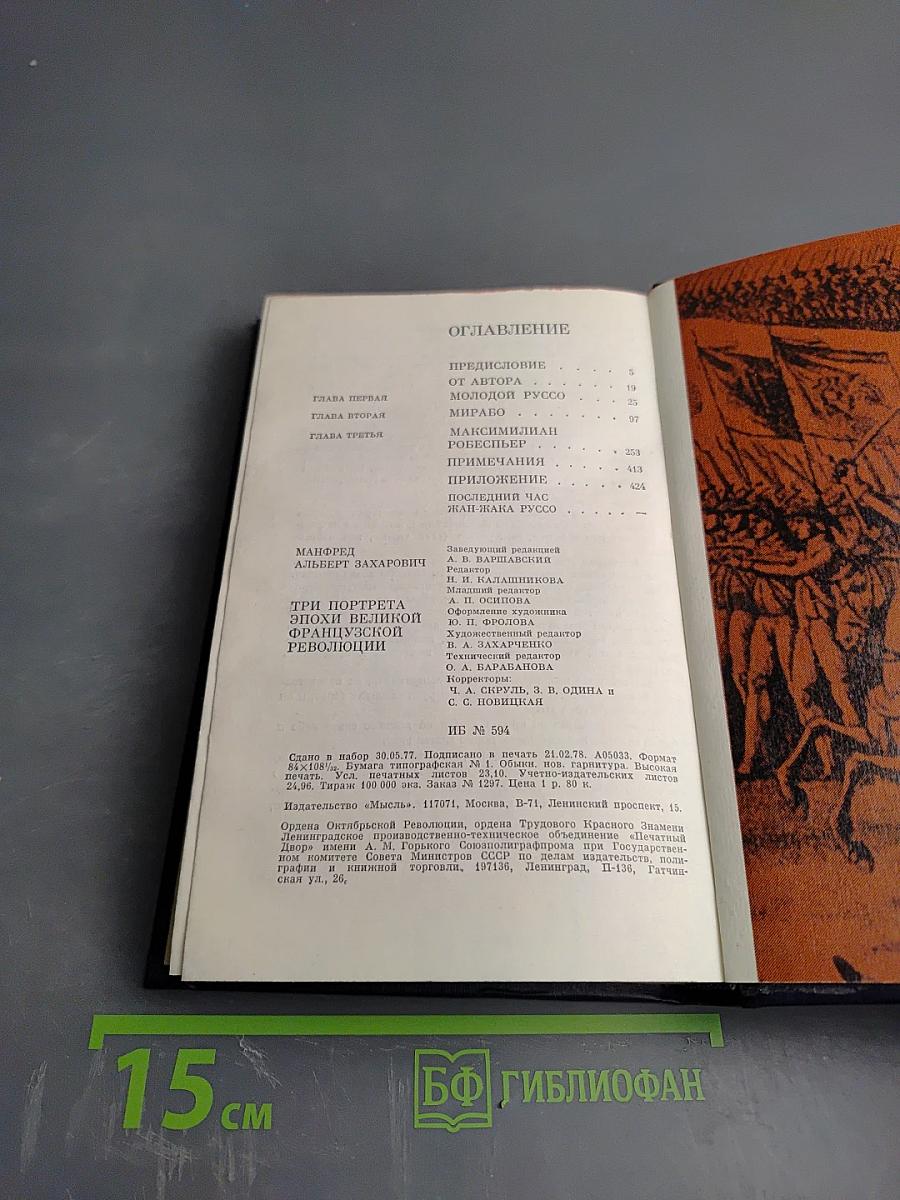 ОГЛАВЛЕНИЕ
ПРЕДИСЛОВИЕ . . . . 5
ОТ АВТОРА . . . . . . 19
ГЛАВА ПЕРВАЯ МОЛОДОЙ РУССО . . . 25
ГЛАВА ВТОРАЯ МИРАБО . . . . . . . 97
ГЛАВА ТРЕТЬЯ МАКСИМИЛИАН
РОБЕСПЬЕР . . . . . . 253
ПРИМЕЧАНИЯ . . . . . 413
ПРИЛОЖЕНИЕ . . . . . 424
ПОСЛЕДНИЙ ЧАС
ЖАН-ЖАКА РУССО . . . . . —
МАНФРЕД
АЛЬБЕРТ ЗАХАРОВИЧ
ТРИ ПОРТРЕТА
ЭПОХИ ВЕЛИКОЙ
ФРАНЦУЗСКОЙ
РЕВОЛЮЦИИ
Заведующий редакцией
А. В. ВАРШАВСКИЙ
Редактор
Н. И. КАЛАШНИКОВА
Младший редактор
А. П. ОСИПОВА
Оформление художника
Ю. П. ФРОЛОВА
Художественный редактор
В. А. ЗАХАРЧЕНКО
Технический редактор
О. А. БАРАБАНОВА
Корректоры:
Ч. А. СКРУЛЬ, З. В. ОДИНА и
С. С. НОВИЦКАЯ
ИБ № 594
Сдано в набор 30.05.77. Подписано в печать 21.02.78. А05033. Формат
84×108¹/₃₂. Бумага типографская № 1. Обыкн. нов. гарнитура. Высокая
печать. Усл. печатных листов 23,10. Учетно-издательских листов
24,96. Тираж 100 000 экз. Заказ № 1297. Цена 1 р. 80 к.
Издательство «Мысль». 117071, Москва, В-71, Ленинский проспект, 15.
Ордена Октябрьской Революции, ордена Трудового Красного Знамени
Ленинградское производственно-техническое объединение «Печатный
Двор» имени А. М. Горького Союзполиграфпрома при Государствен-
ном комитете Совета Министров СССР по делам издательств, поли-
графии и книжной торговли, 197136, Ленинград, П-136, Гатчин-
ская ул., 26.
15 СМ
БФ ГИБЛИОФАН